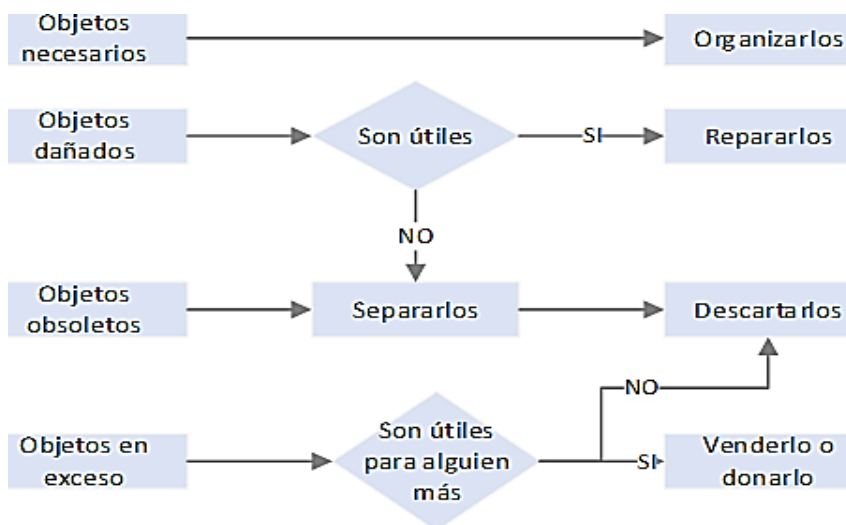 Objetos
necesarios
Organizarlos
Objetos
dañados
Son útiles
SI
Repararlos
NO
Objetos
obsoletos
Separarlos
Descartarlos
NO
Objetos en
exceso
Son útiles
para alguien
más
SI
Venderlo o
donarlo